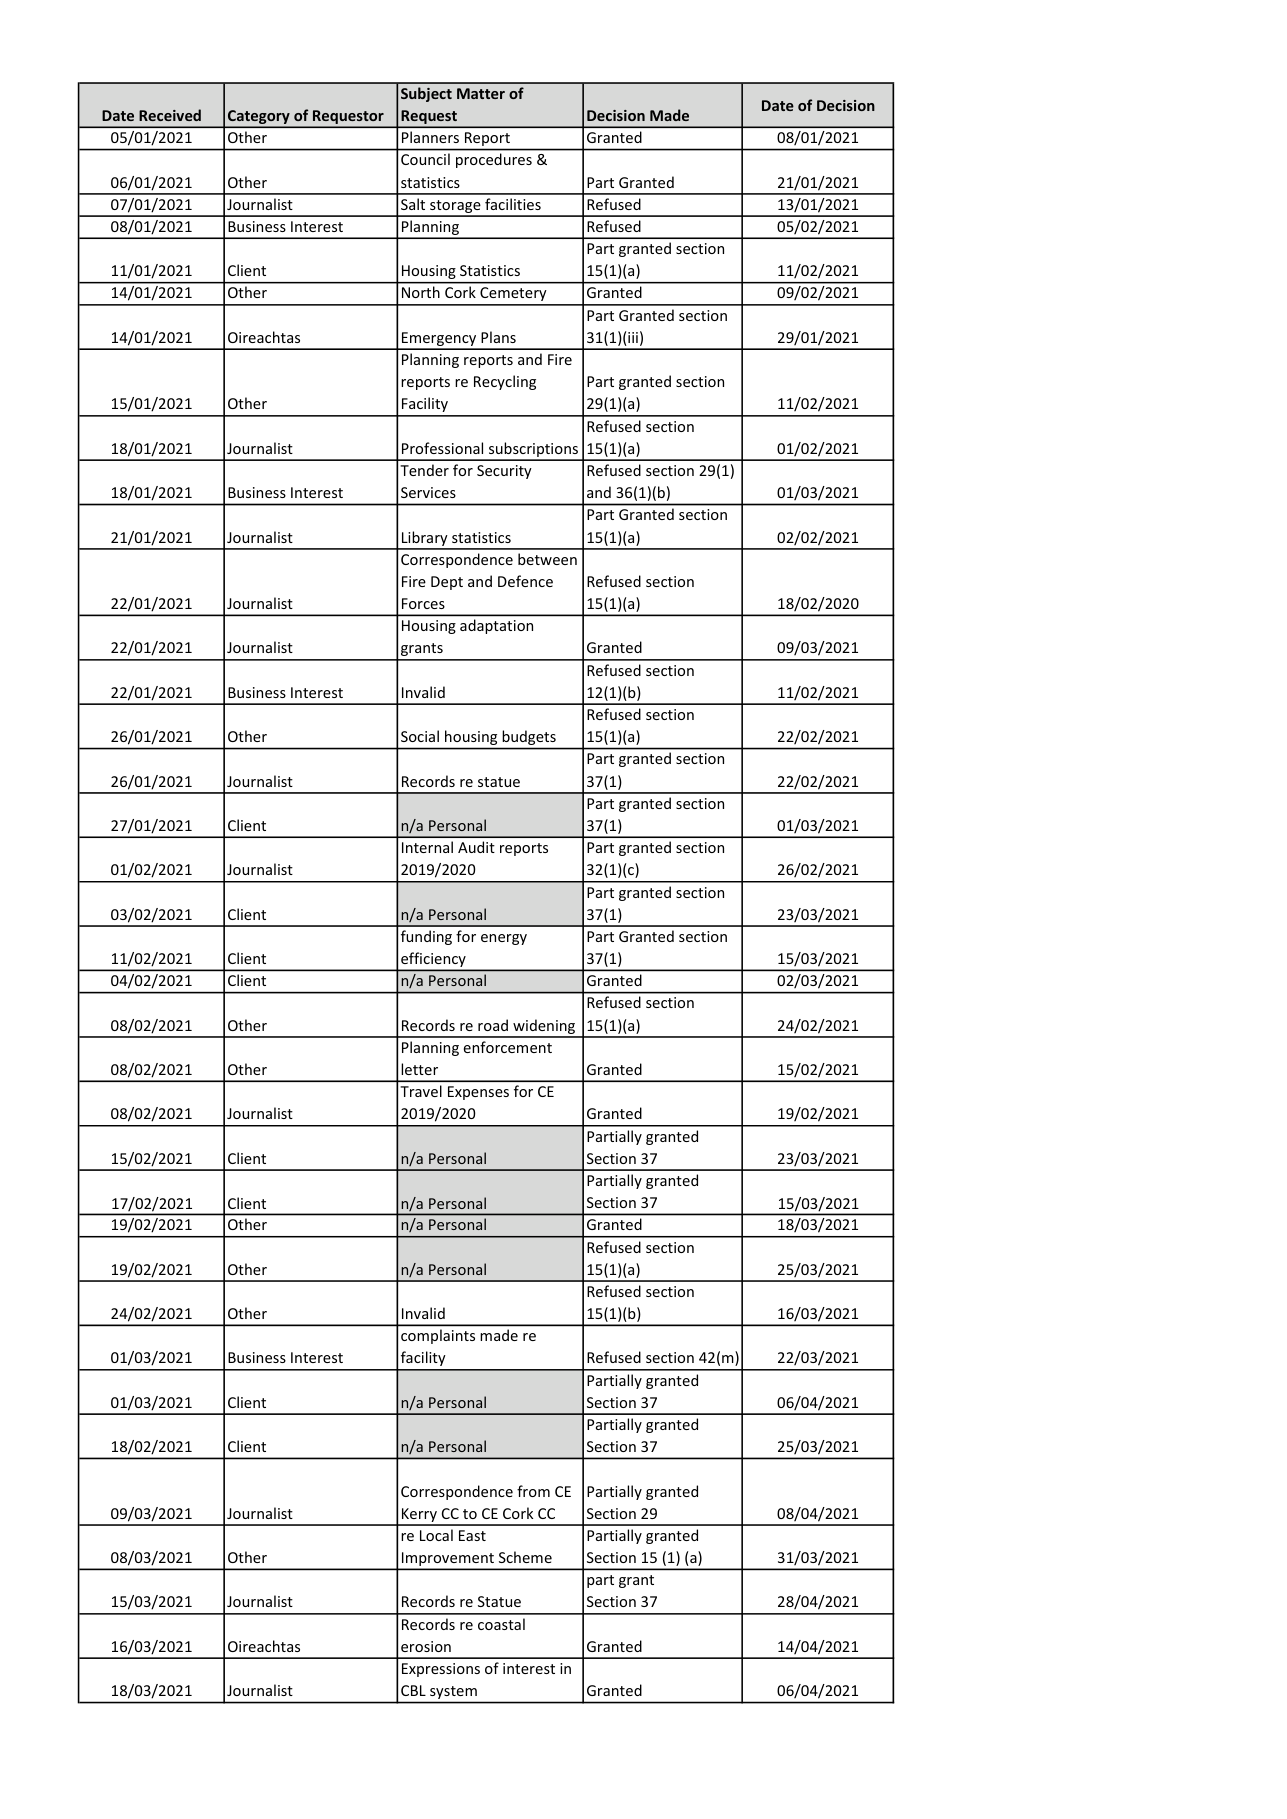 Date Received Category of Requestor Subject Matter of Request Decision Made Date of Decision
05/01/2021 Other Planners Report Granted 08/01/2021
06/01/2021 Other Council procedures & statistics Part Granted 21/01/2021
07/01/2021 Journalist Salt storage facilities Refused 13/01/2021
08/01/2021 Business Interest Planning Refused 05/02/2021
11/01/2021 Client Housing Statistics Part granted section 15(1)(a) 11/02/2021
14/01/2021 Other North Cork Cemetery Granted 09/02/2021
14/01/2021 Oireachtas Emergency Plans Part Granted section 31(1)(iii) 29/01/2021
15/01/2021 Other Planning reports and Fire reports re Recycling Facility Part granted section 29(1)(a) 11/02/2021
18/01/2021 Journalist Professional subscriptions Refused section 15(1)(a) 01/02/2021
18/01/2021 Business Interest Tender for Security Services Refused section 29(1) and 36(1)(b) 01/03/2021
21/01/2021 Journalist Library statistics Part Granted section 15(1)(a) 02/02/2021
22/01/2021 Journalist Correspondence between Fire Dept and Defence Forces Refused section 15(1)(a) 18/02/2020
22/01/2021 Journalist Housing adaptation grants Granted 09/03/2021
22/01/2021 Business Interest Invalid Refused section 12(1)(b) 11/02/2021
26/01/2021 Other Social housing budgets Refused section 15(1)(a) 22/02/2021
26/01/2021 Journalist Records re statue Part granted section 37(1) 22/02/2021
27/01/2021 Client n/a Personal Part granted section 37(1) 01/03/2021
01/02/2021 Journalist Internal Audit reports 2019/2020 Part granted section 32(1)(c) 26/02/2021
03/02/2021 Client n/a Personal Part granted section 37(1) 23/03/2021
11/02/2021 Client funding for energy efficiency Part Granted section 37(1) 15/03/2021
04/02/2021 Client n/a Personal Granted 02/03/2021
08/02/2021 Other Records re road widening Refused section 15(1)(a) 24/02/2021
08/02/2021 Other Planning enforcement letter Granted 15/02/2021
08/02/2021 Journalist Travel Expenses for CE 2019/2020 Granted 19/02/2021
15/02/2021 Client n/a Personal Partially granted Section 37 23/03/2021
17/02/2021 Client n/a Personal Partially granted Section 37 15/03/2021
19/02/2021 Other n/a Personal Granted 18/03/2021
19/02/2021 Other n/a Personal Refused section 15(1)(a) 25/03/2021
24/02/2021 Other Invalid Refused section 15(1)(b) 16/03/2021
01/03/2021 Business Interest complaints made re facility Refused section 42(m) 22/03/2021
01/03/2021 Client n/a Personal Partially granted Section 37 06/04/2021
18/02/2021 Client n/a Personal Partially granted Section 37 25/03/2021
09/03/2021 Journalist Correspondence from CE Kerry CC to CE Cork CC Partially granted Section 29 08/04/2021
08/03/2021 Other re Local East Improvement Scheme Partially granted Section 15 (1) (a) 31/03/2021
15/03/2021 Journalist Records re Statue part grant Section 37 28/04/2021
16/03/2021 Oireachtas Records re coastal erosion Granted 14/04/2021
18/03/2021 Journalist Expressions of interest in CBL system Granted 06/04/2021